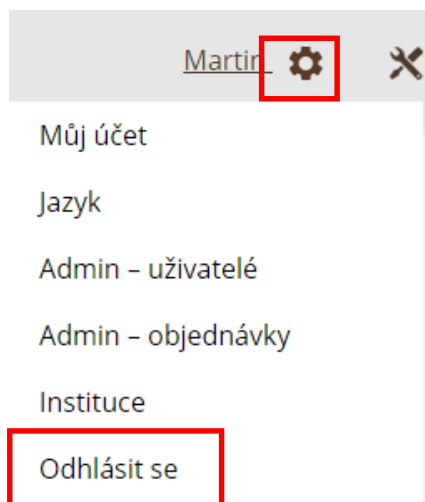 Martin
Můj účet
Jazyk
Admin – uživatelé
Admin – objednávky
Instituce
Odhlásit se